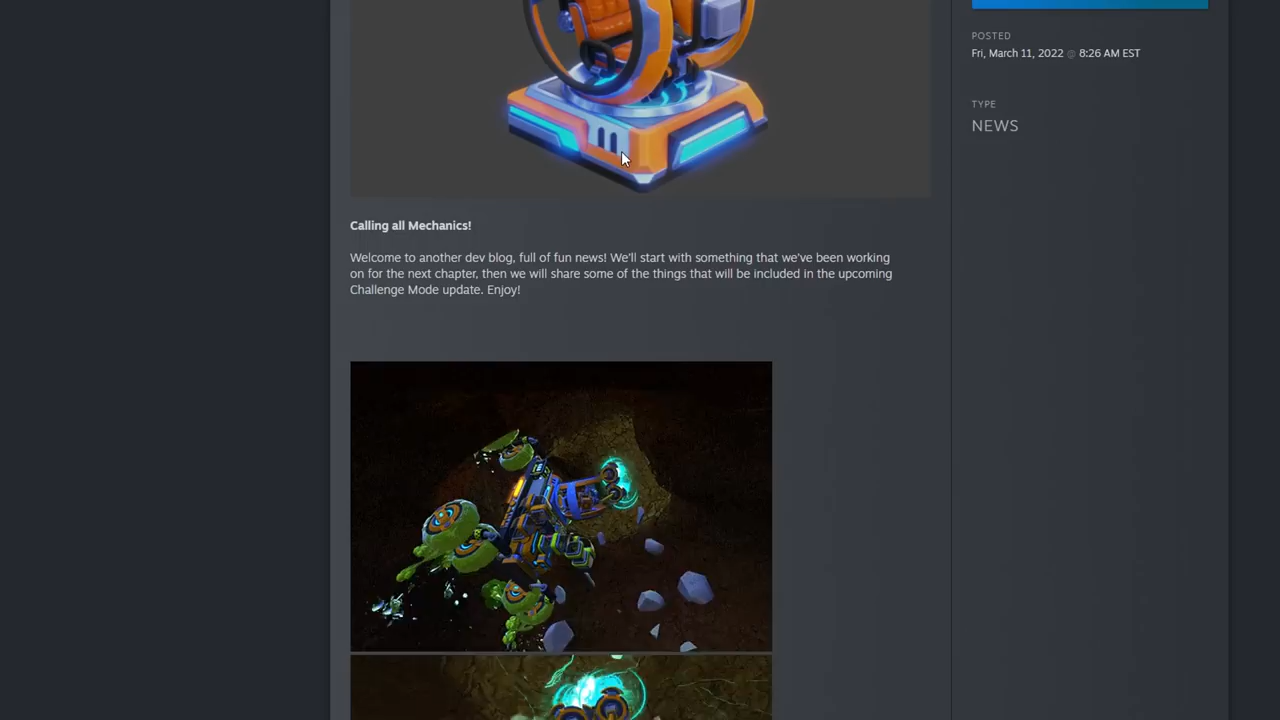 POSTED
Fri, March 11, 2022 @ 8:26 AM EST
TYPE
NEWS
Calling all Mechanics!
Welcome to another dev blog, full of fun news! We'll start with something that we've been working
on for the next chapter, then we will share some of the things that will be included in the upcoming
Challenge Mode update. Enjoy!